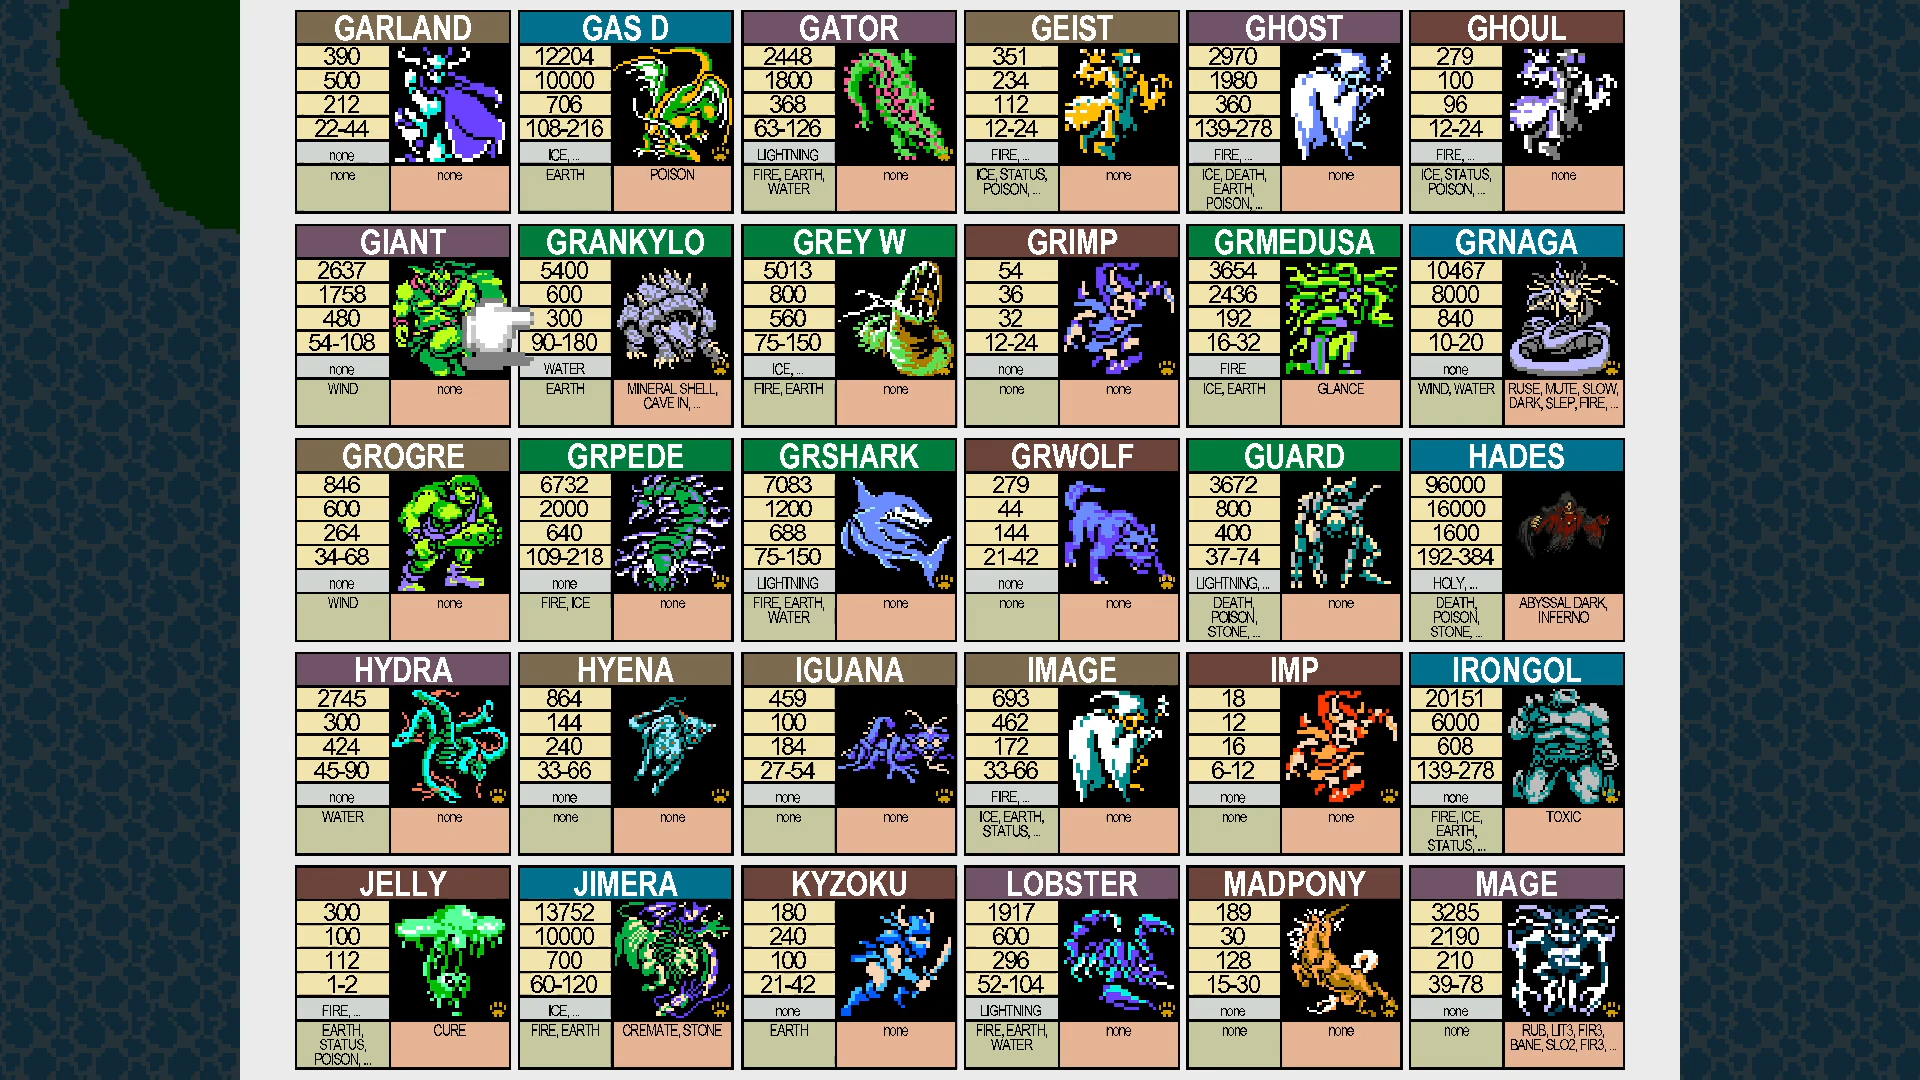 GARLAND
390
500
212
22-44
none
none
none
GAS D
12204
10000
706
108-216
ICE, ...
EARTH
POISON
GATOR
2448
1800
368
63-126
LIGHTNING
FIRE, EARTH,
WATER
none
GEIST
351
234
112
12-24
FIRE, ...
ICE, STATUS,
POISON, ...
none
GHOST
2970
1980
360
139-278
FIRE, ...
ICE, DEATH,
EARTH,
POISON, ...
none
GHOUL
279
100
96
12-24
FIRE, ...
ICE, STATUS,
POISON, ...
none
GIANT
2637
1758
480
54-108
none
WIND
none
GRANKYLO
5400
600
300
90-180
WATER
EARTH
MINERAL SHELL,
CAVE IN, ...
GREY W
5013
800
560
75-150
ICE, ...
FIRE, EARTH
none
GRIMP
54
36
32
12-24
none
none
none
GRMEDUSA
3654
2436
192
16-32
FIRE
ICE, EARTH
GLANCE
GRNAGA
10467
8000
840
10-20
none
WIND, WATER
RUSE, MUTE, SLOW,
DARK, SLEP, FIRE, ...
GROGRE
846
600
264
34-68
none
WIND
none
GRPEDE
6732
2000
640
109-218
none
FIRE, ICE
none
GRSHARK
7083
1200
688
75-150
LIGHTNING
FIRE, EARTH,
WATER
none
GRWOLF
279
44
144
21-42
none
none
none
GUARD
3672
800
400
37-74
LIGHTNING, ...
DEATH,
POISON,
STONE, ...
none
HADES
96000
16000
1600
192-384
HOLY, ...
DEATH,
POISON,
STONE, ...
ABYSSAL DARK,
INFERNO
HYDRA
2745
300
424
45-90
none
WATER
none
HYENA
864
144
240
33-66
none
none
none
IGUANA
459
100
184
27-54
none
none
none
IMAGE
693
462
172
33-66
FIRE, ...
ICE, EARTH,
STATUS, ...
none
IMP
18
12
16
6-12
none
none
none
IRONGOL
20151
6000
608
139-278
none
FIRE, ICE,
EARTH,
STATUS, ...
TOXIC
JELLY
300
100
112
1-2
FIRE, ...
EARTH,
STATUS,
POISON, ...
CURE
JIMERA
13752
10000
700
60-120
ICE, ...
FIRE, EARTH
CREMATE, STONE
KYZOKU
180
240
100
21-42
none
EARTH
none
LOBSTER
1917
600
296
52-104
LIGHTNING
FIRE, EARTH,
WATER
none
MADPONY
189
30
128
15-30
none
none
none
MAGE
3285
2190
210
39-78
none
none
RUB, LIT3, FIR3,
BANE, SLO2, FIR3, ...